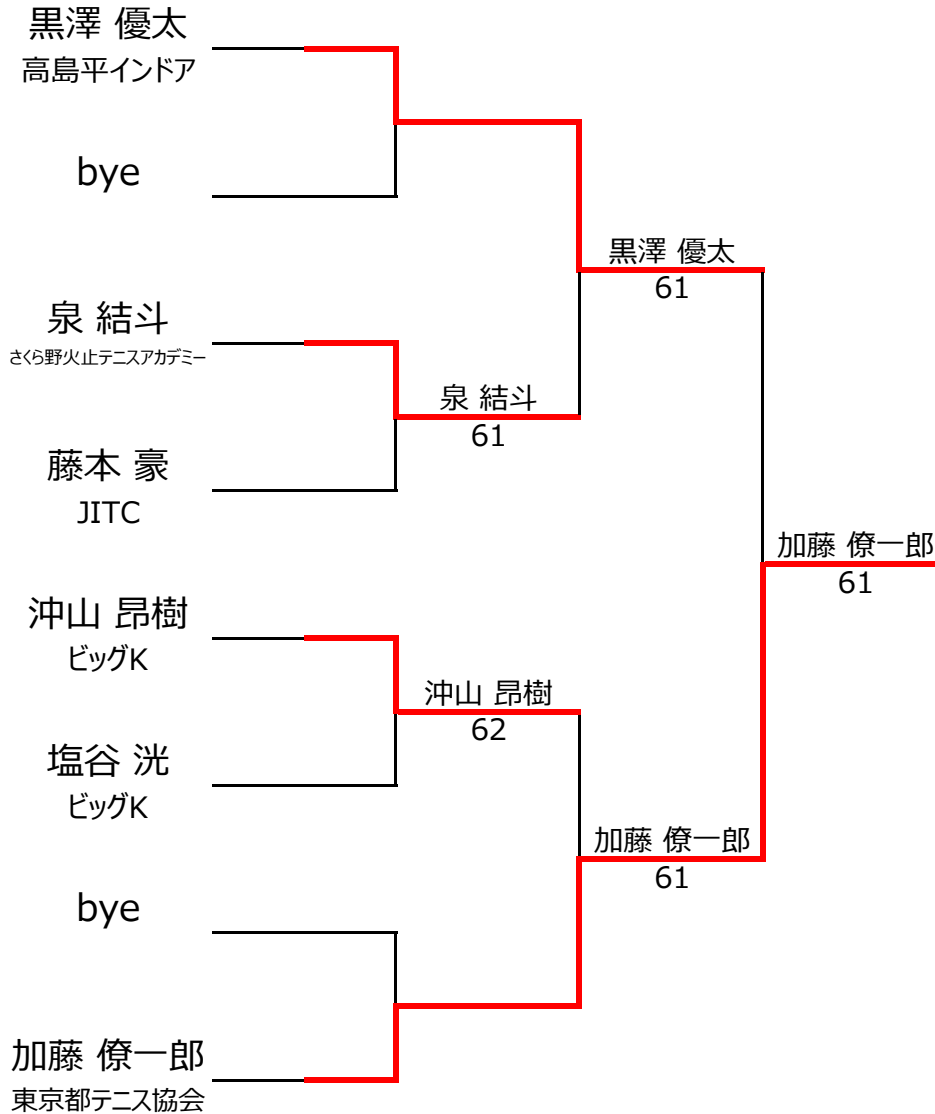 黒澤 優太
高島平インドア
bye
泉 結斗
さくら野火止テニスアカデミー
藤本 豪
JITC
沖山 昂樹
ビッグK
塩谷 洸
ビッグK
bye
加藤 僚一郎
東京都テニス協会
泉 結斗
61
沖山 昂樹
62
黒澤 優太
61
加藤 僚一郎
61
加藤 僚一郎
61